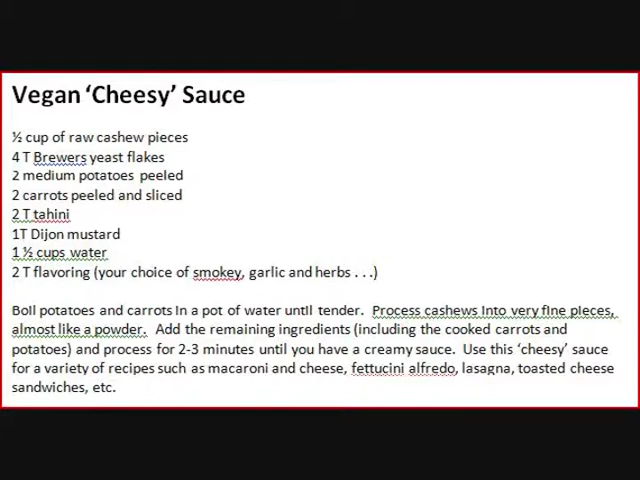 Vegan ‘Cheesy’ Sauce
½ cup of raw cashew pieces
4 T Brewers yeast flakes
2 medium potatoes peeled
2 carrots peeled and sliced
2 T tahini
1T Dijon mustard
1 ½ cups water
2 T flavoring (your choice of smokey, garlic and herbs . . .)
Boil potatoes and carrots in a pot of water until tender.  Process cashews into very fine pieces,
almost like a powder.  Add the remaining ingredients (including the cooked carrots and
potatoes) and process for 2-3 minutes until you have a creamy sauce.  Use this ‘cheesy’ sauce
for a variety of recipes such as macaroni and cheese, fettucini alfredo, lasagna, toasted cheese
sandwiches, etc.